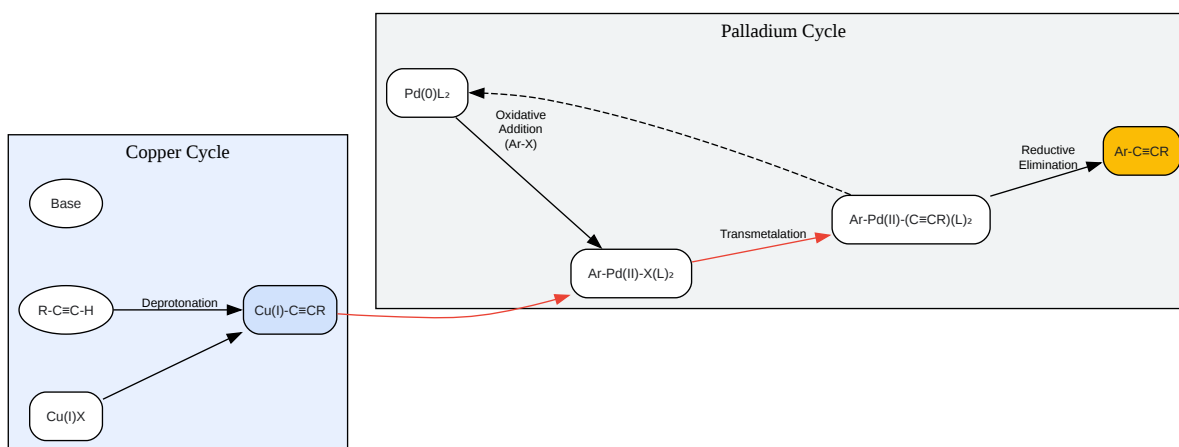 Palladium Cycle
Pd(0)L₂
Oxidative
Addition
(Ar-X)
Reductive
Elimination
Ar-C≡CR
Ar-Pd(II)-(C≡CR)(L)₂
Transmetalation
Ar-Pd(II)-X(L)₂
Copper Cycle
Base
R-C≡C-H
Deprotonation
Cu(I)-C≡CR
Cu(I)X